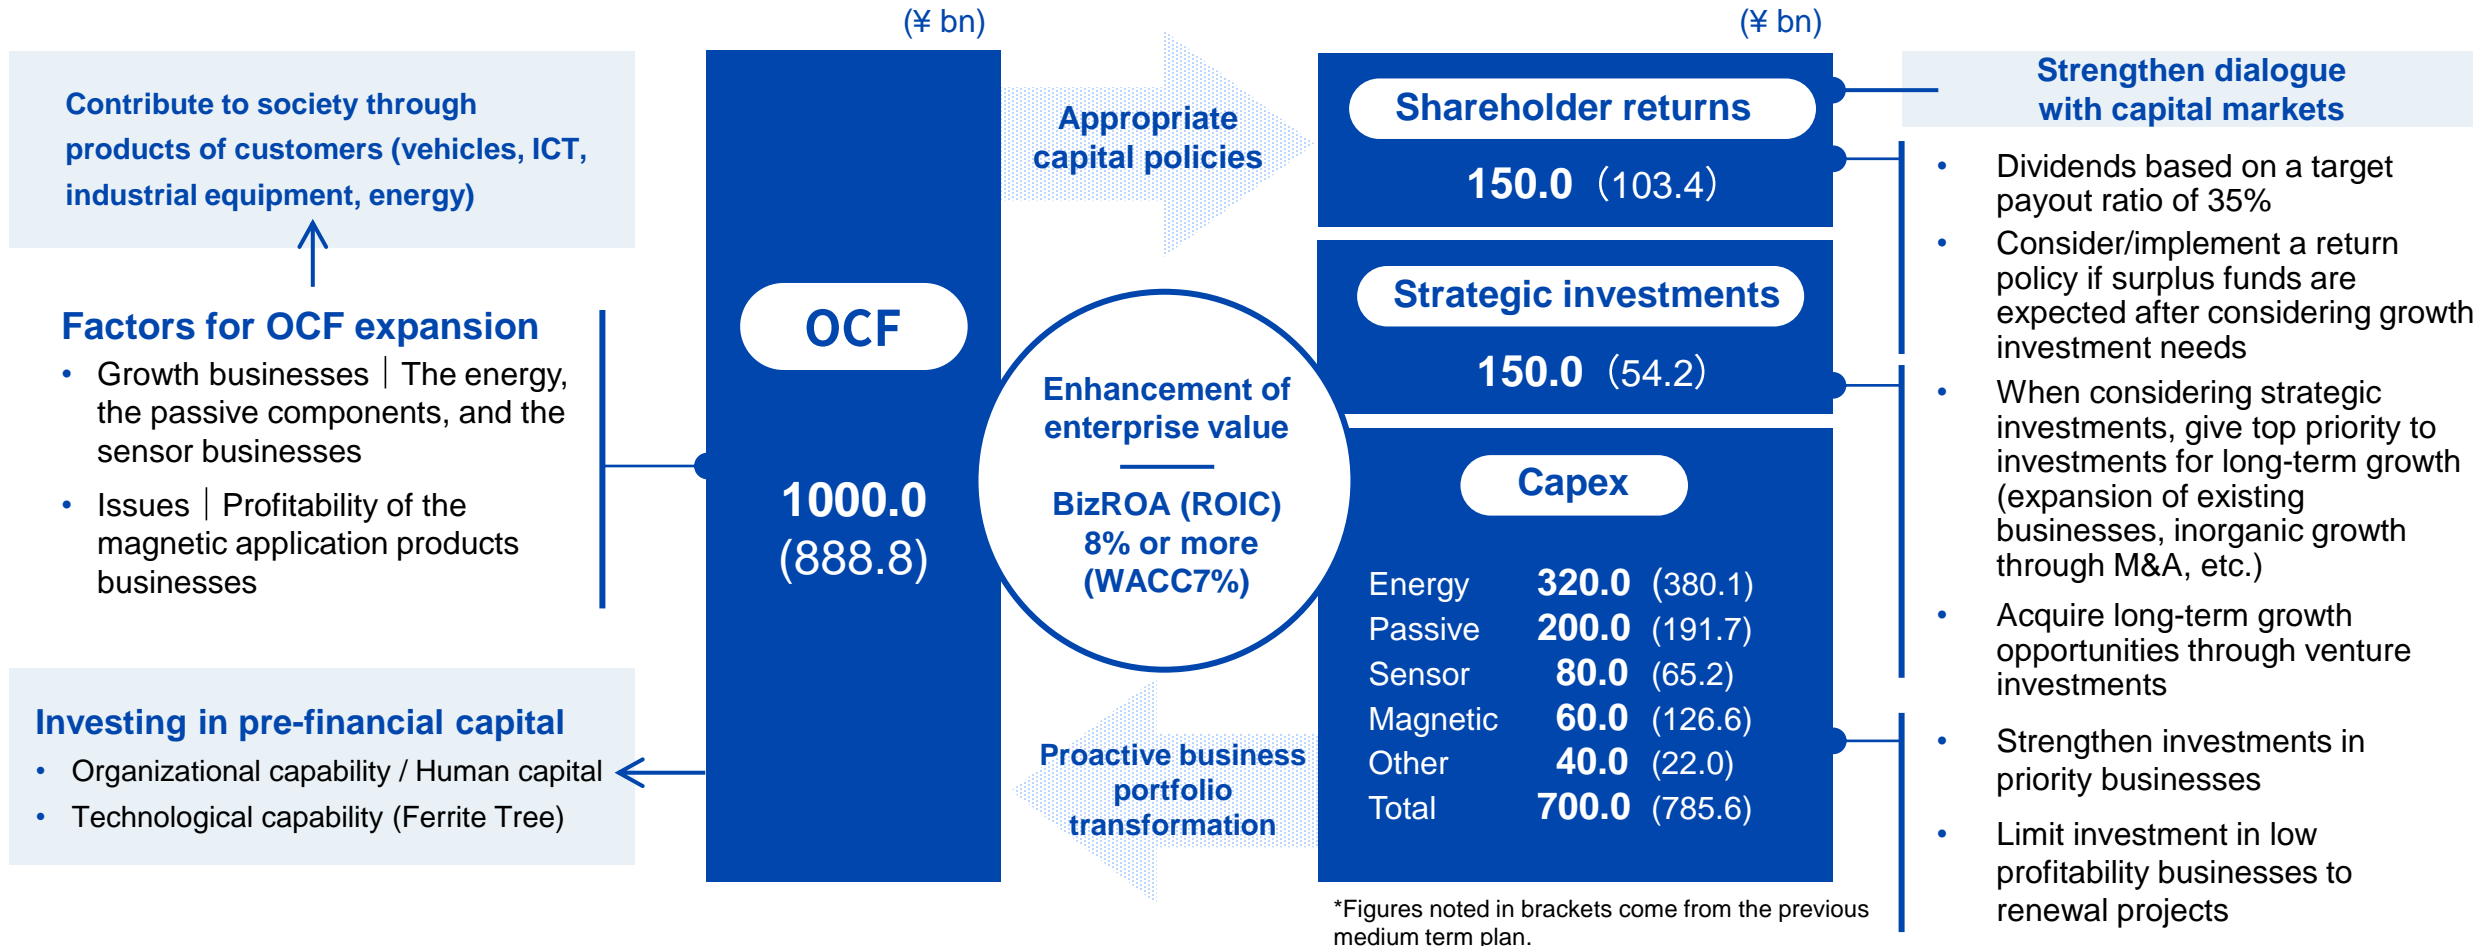 (¥ bn)
(¥ bn)
Contribute to society through
products of customers (vehicles, ICT,
industrial equipment, energy)
Factors for OCF expansion
• Growth businesses｜The energy,
the passive components, and the
sensor businesses
• Issues｜Profitability of the
magnetic application products
businesses
Investing in pre-financial capital
• Organizational capability / Human capital
• Technological capability (Ferrite Tree)
OCF
1000.0
(888.8)
Appropriate
capital policies
Enhancement of
enterprise value
BizROA (ROIC)
8% or more
(WACC7%)
Proactive business
portfolio
transformation
Shareholder returns
150.0（103.4）
Strategic investments
150.0（54.2）
Capex
Energy 320.0 (380.1)
Passive 200.0 (191.7)
Sensor 80.0 (65.2)
Magnetic 60.0 (126.6)
Other 40.0 (22.0)
Total 700.0 (785.6)
*Figures noted in brackets come from the previous
medium term plan.
Strengthen dialogue
with capital markets
• Dividends based on a target
payout ratio of 35%
• Consider/implement a return
policy if surplus funds are
expected after considering growth
investment needs
• When considering strategic
investments, give top priority to
investments for long-term growth
(expansion of existing
businesses, inorganic growth
through M&A, etc.)
• Acquire long-term growth
opportunities through venture
investments
• Strengthen investments in
priority businesses
• Limit investment in low
profitability businesses to
renewal projects